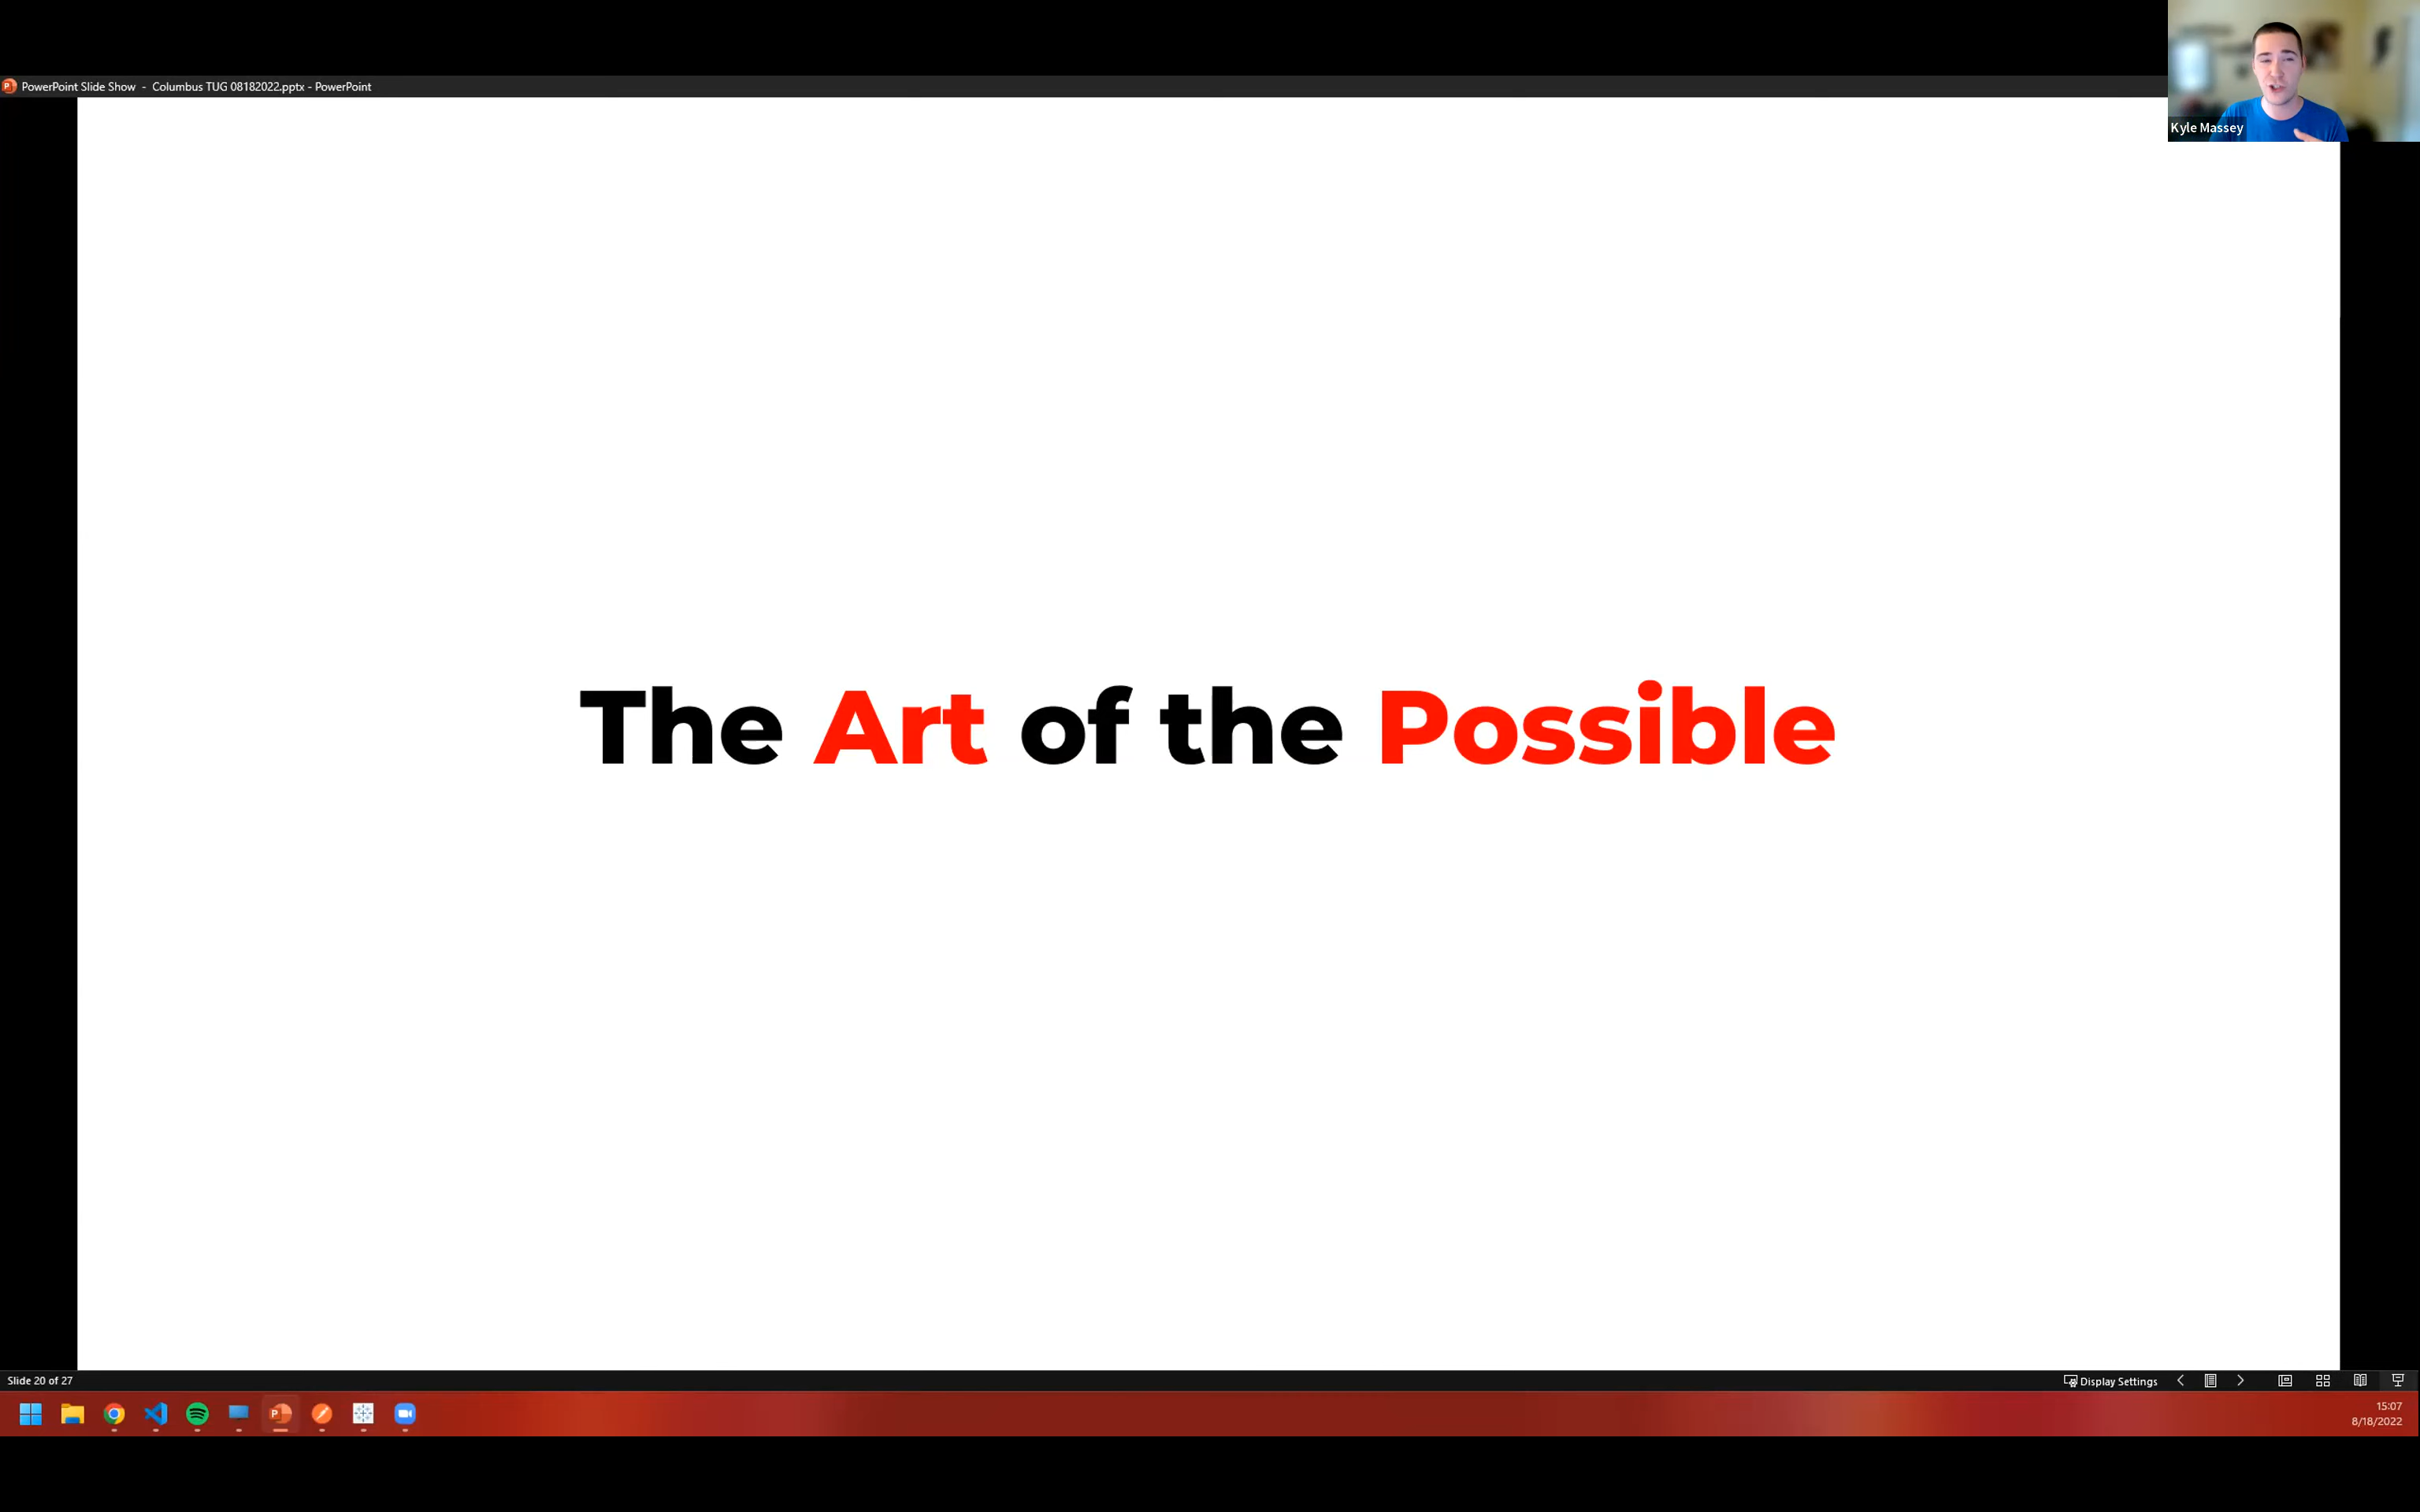 PowerPoint Slide Show - Columbus TUG 08182022.pptx - PowerPoint
Kyle Massey
The Art of the Possible
Slide 20 of 27
Display Settings
15:07
8/18/2022